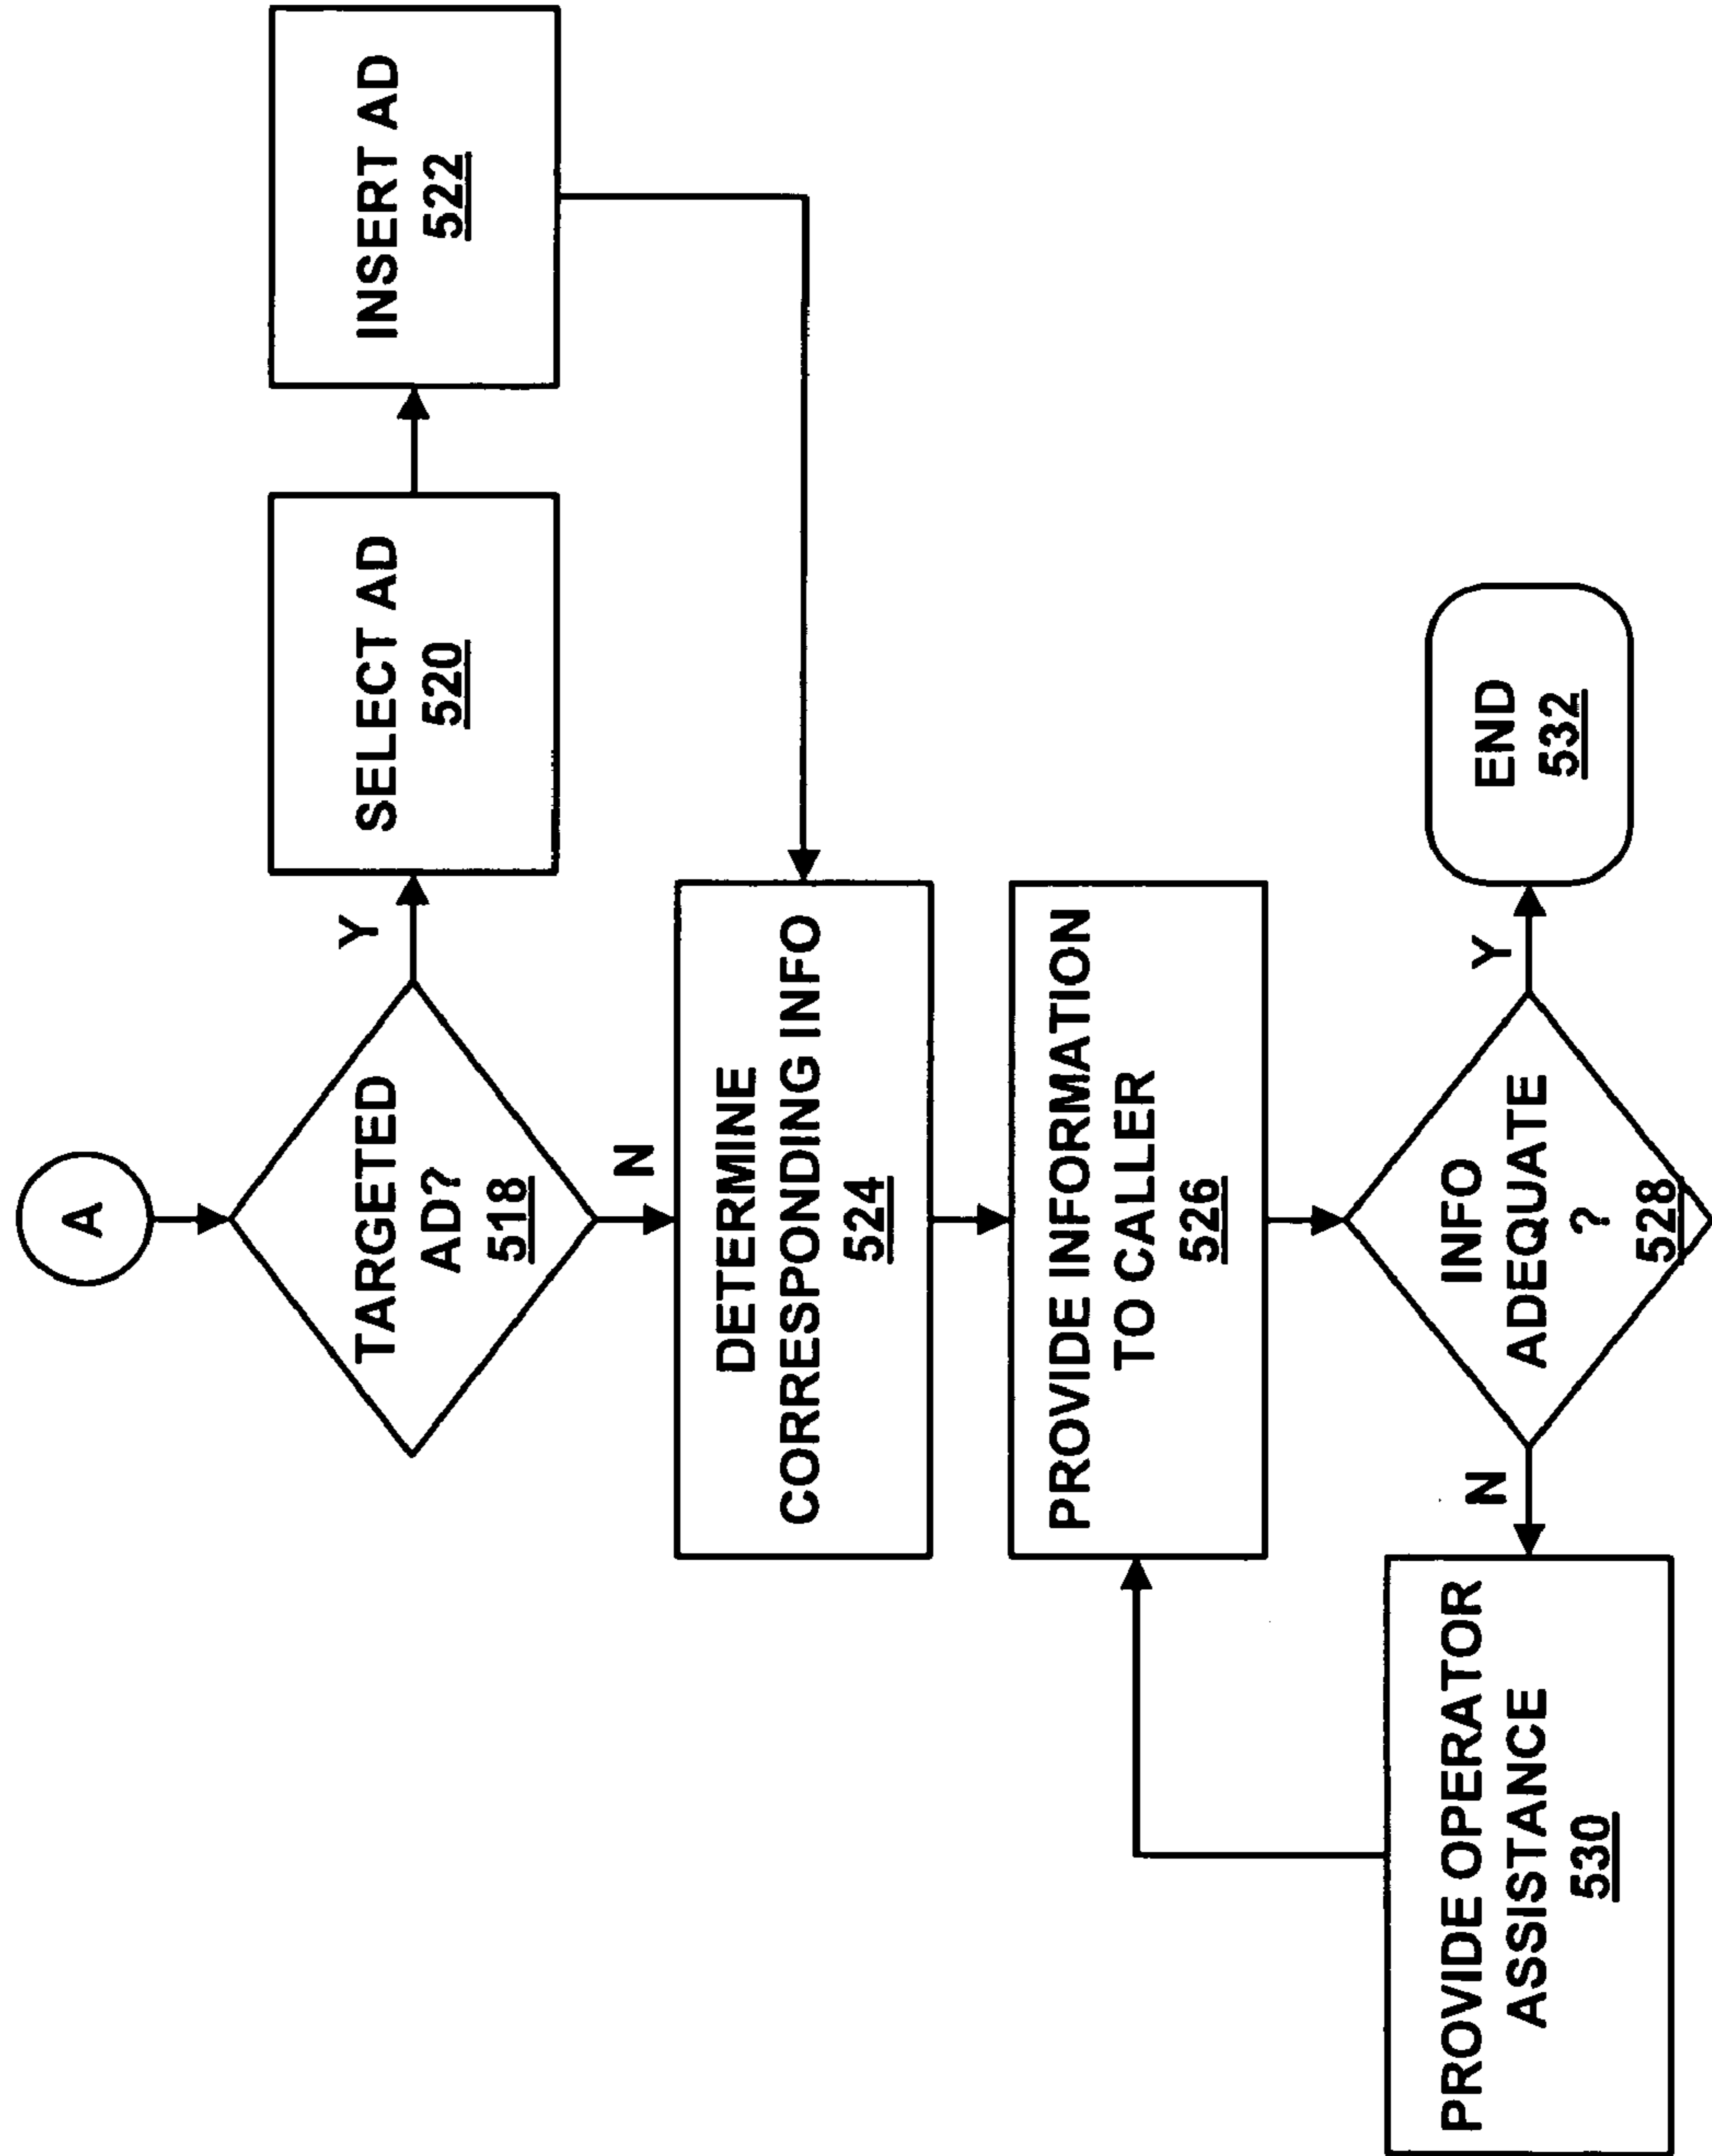 A
TARGETED
AD?
518
Y
SELECT AD
520
INSERT AD
522
N
DETERMINE
CORRESPONDING INFO
524
PROVIDE INFORMATION
TO CALLER
526
INFO
ADEQUATE
?
528
Y
END
532
N
PROVIDE OPERATOR
ASSISTANCE
530